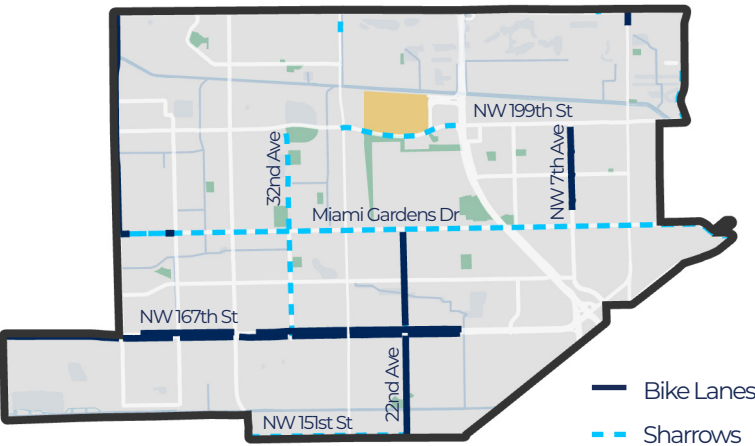 NW 199th St
32nd Ave
NW 7th Ave
Miami Gardens Dr
NW 167th St
22nd Ave
Bike Lanes
NW 151st St
Sharrows